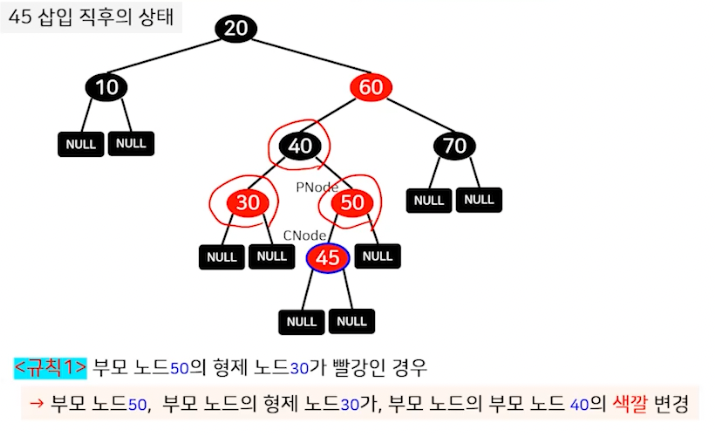 45 삽입 직후의 상태
20
10
60
NULL NULL
40
70
PNode
30
50
NULL NULL
CNode
NULL NULL
45
NULL
NULL NULL
<규칙1> 부모 노드50의 형제 노드30가 빨강인 경우
→ 부모 노드50, 부모 노드의 형제 노드30가, 부모 노드의 부모 노드 40의 색깔 변경